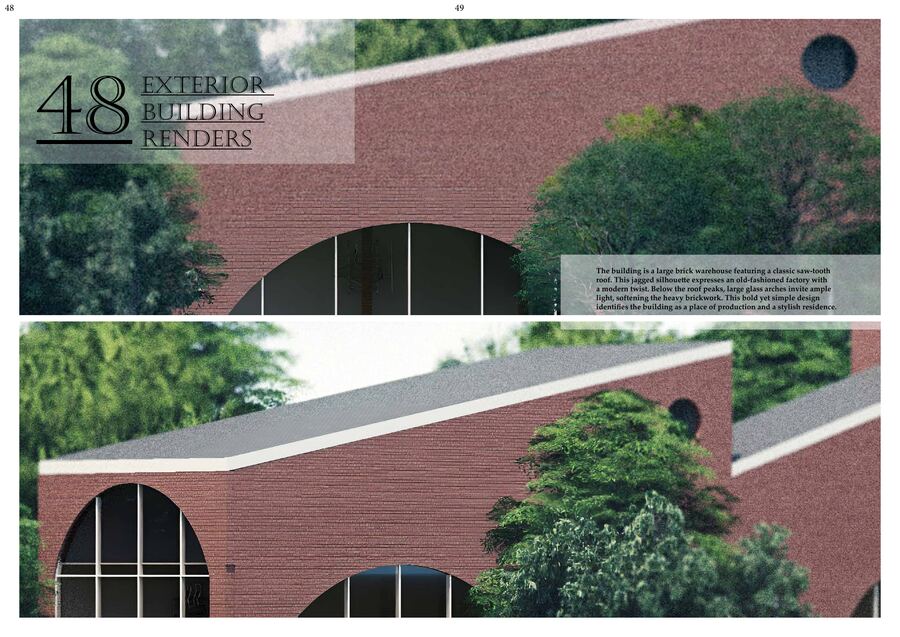 48
49
48
EXTERIOR
BUILDING
RENDERS
The building is a large brick warehouse featuring a classic saw-tooth
roof. This jagged silhouette expresses an old-fashioned factory with
a modern twist. Below the roof peaks, large glass arches invite ample
light, softening the heavy brickwork. This bold yet simple design
identifies the building as a place of production and a stylish residence.